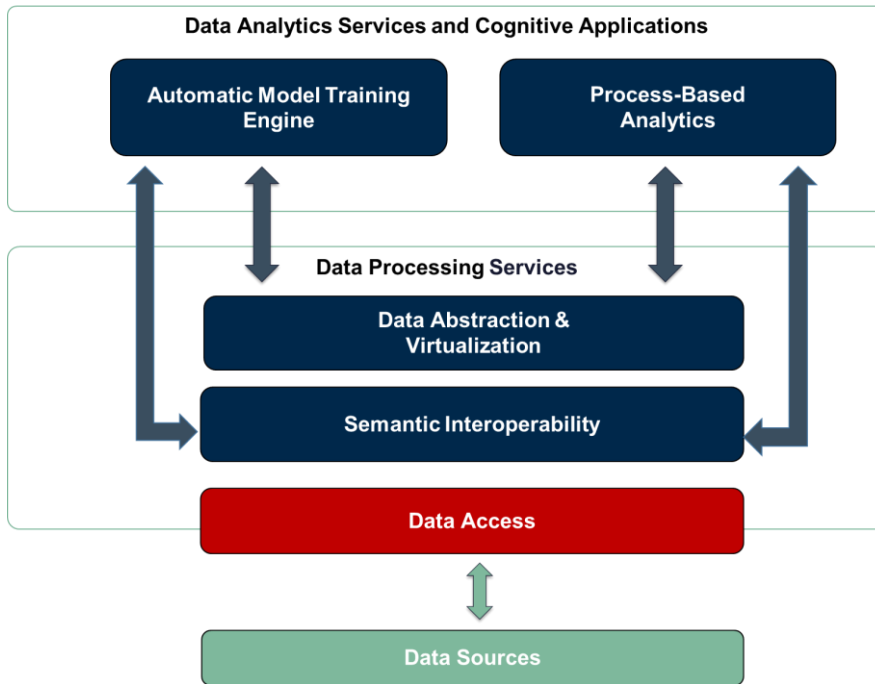 Data Analytics Services and Cognitive Applications
Automatic Model Training
Engine
Process-Based
Analytics
Data Processing Services
Data Abstraction &
Virtualization
Semantic Interoperability
Data Access
Data Sources